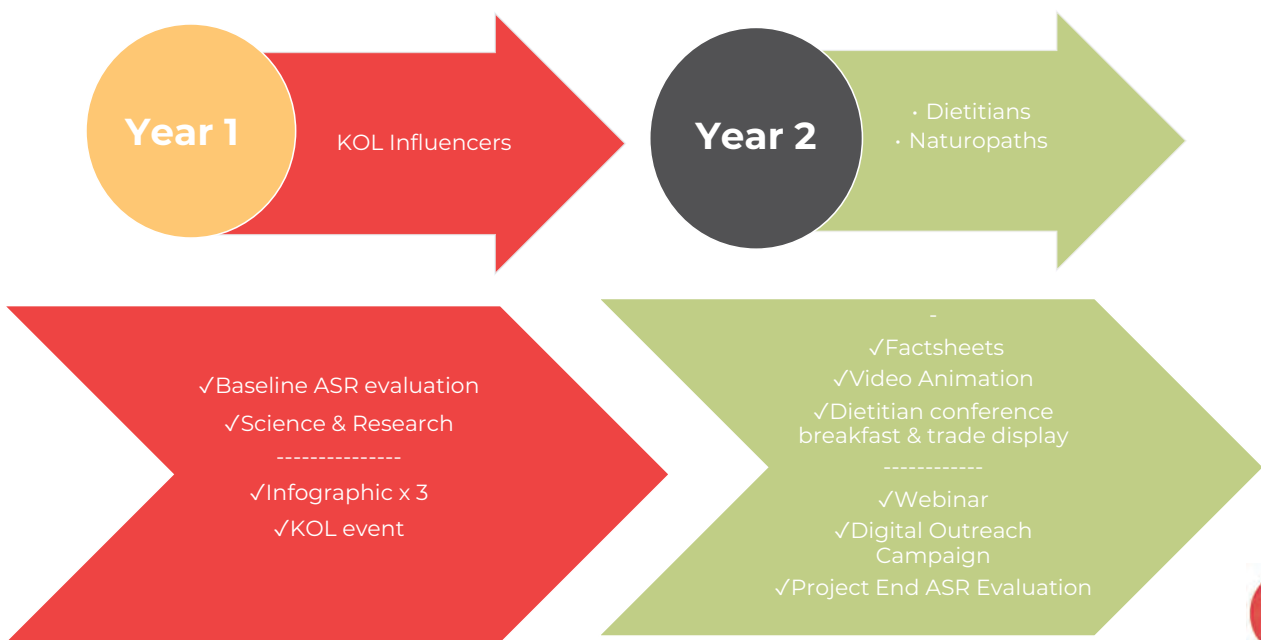 Year 1
KOL Influencers
Year 2
• Dietitians
• Naturopaths
✓Baseline ASR evaluation
✓Science & Research
---------------
✓Infographic x 3
✓KOL event
-
✓Factsheets
✓Video Animation
✓Dietitian conference
breakfast & trade display
------------
✓Webinar
✓Digital Outreach
Campaign
✓Project End ASR Evaluation